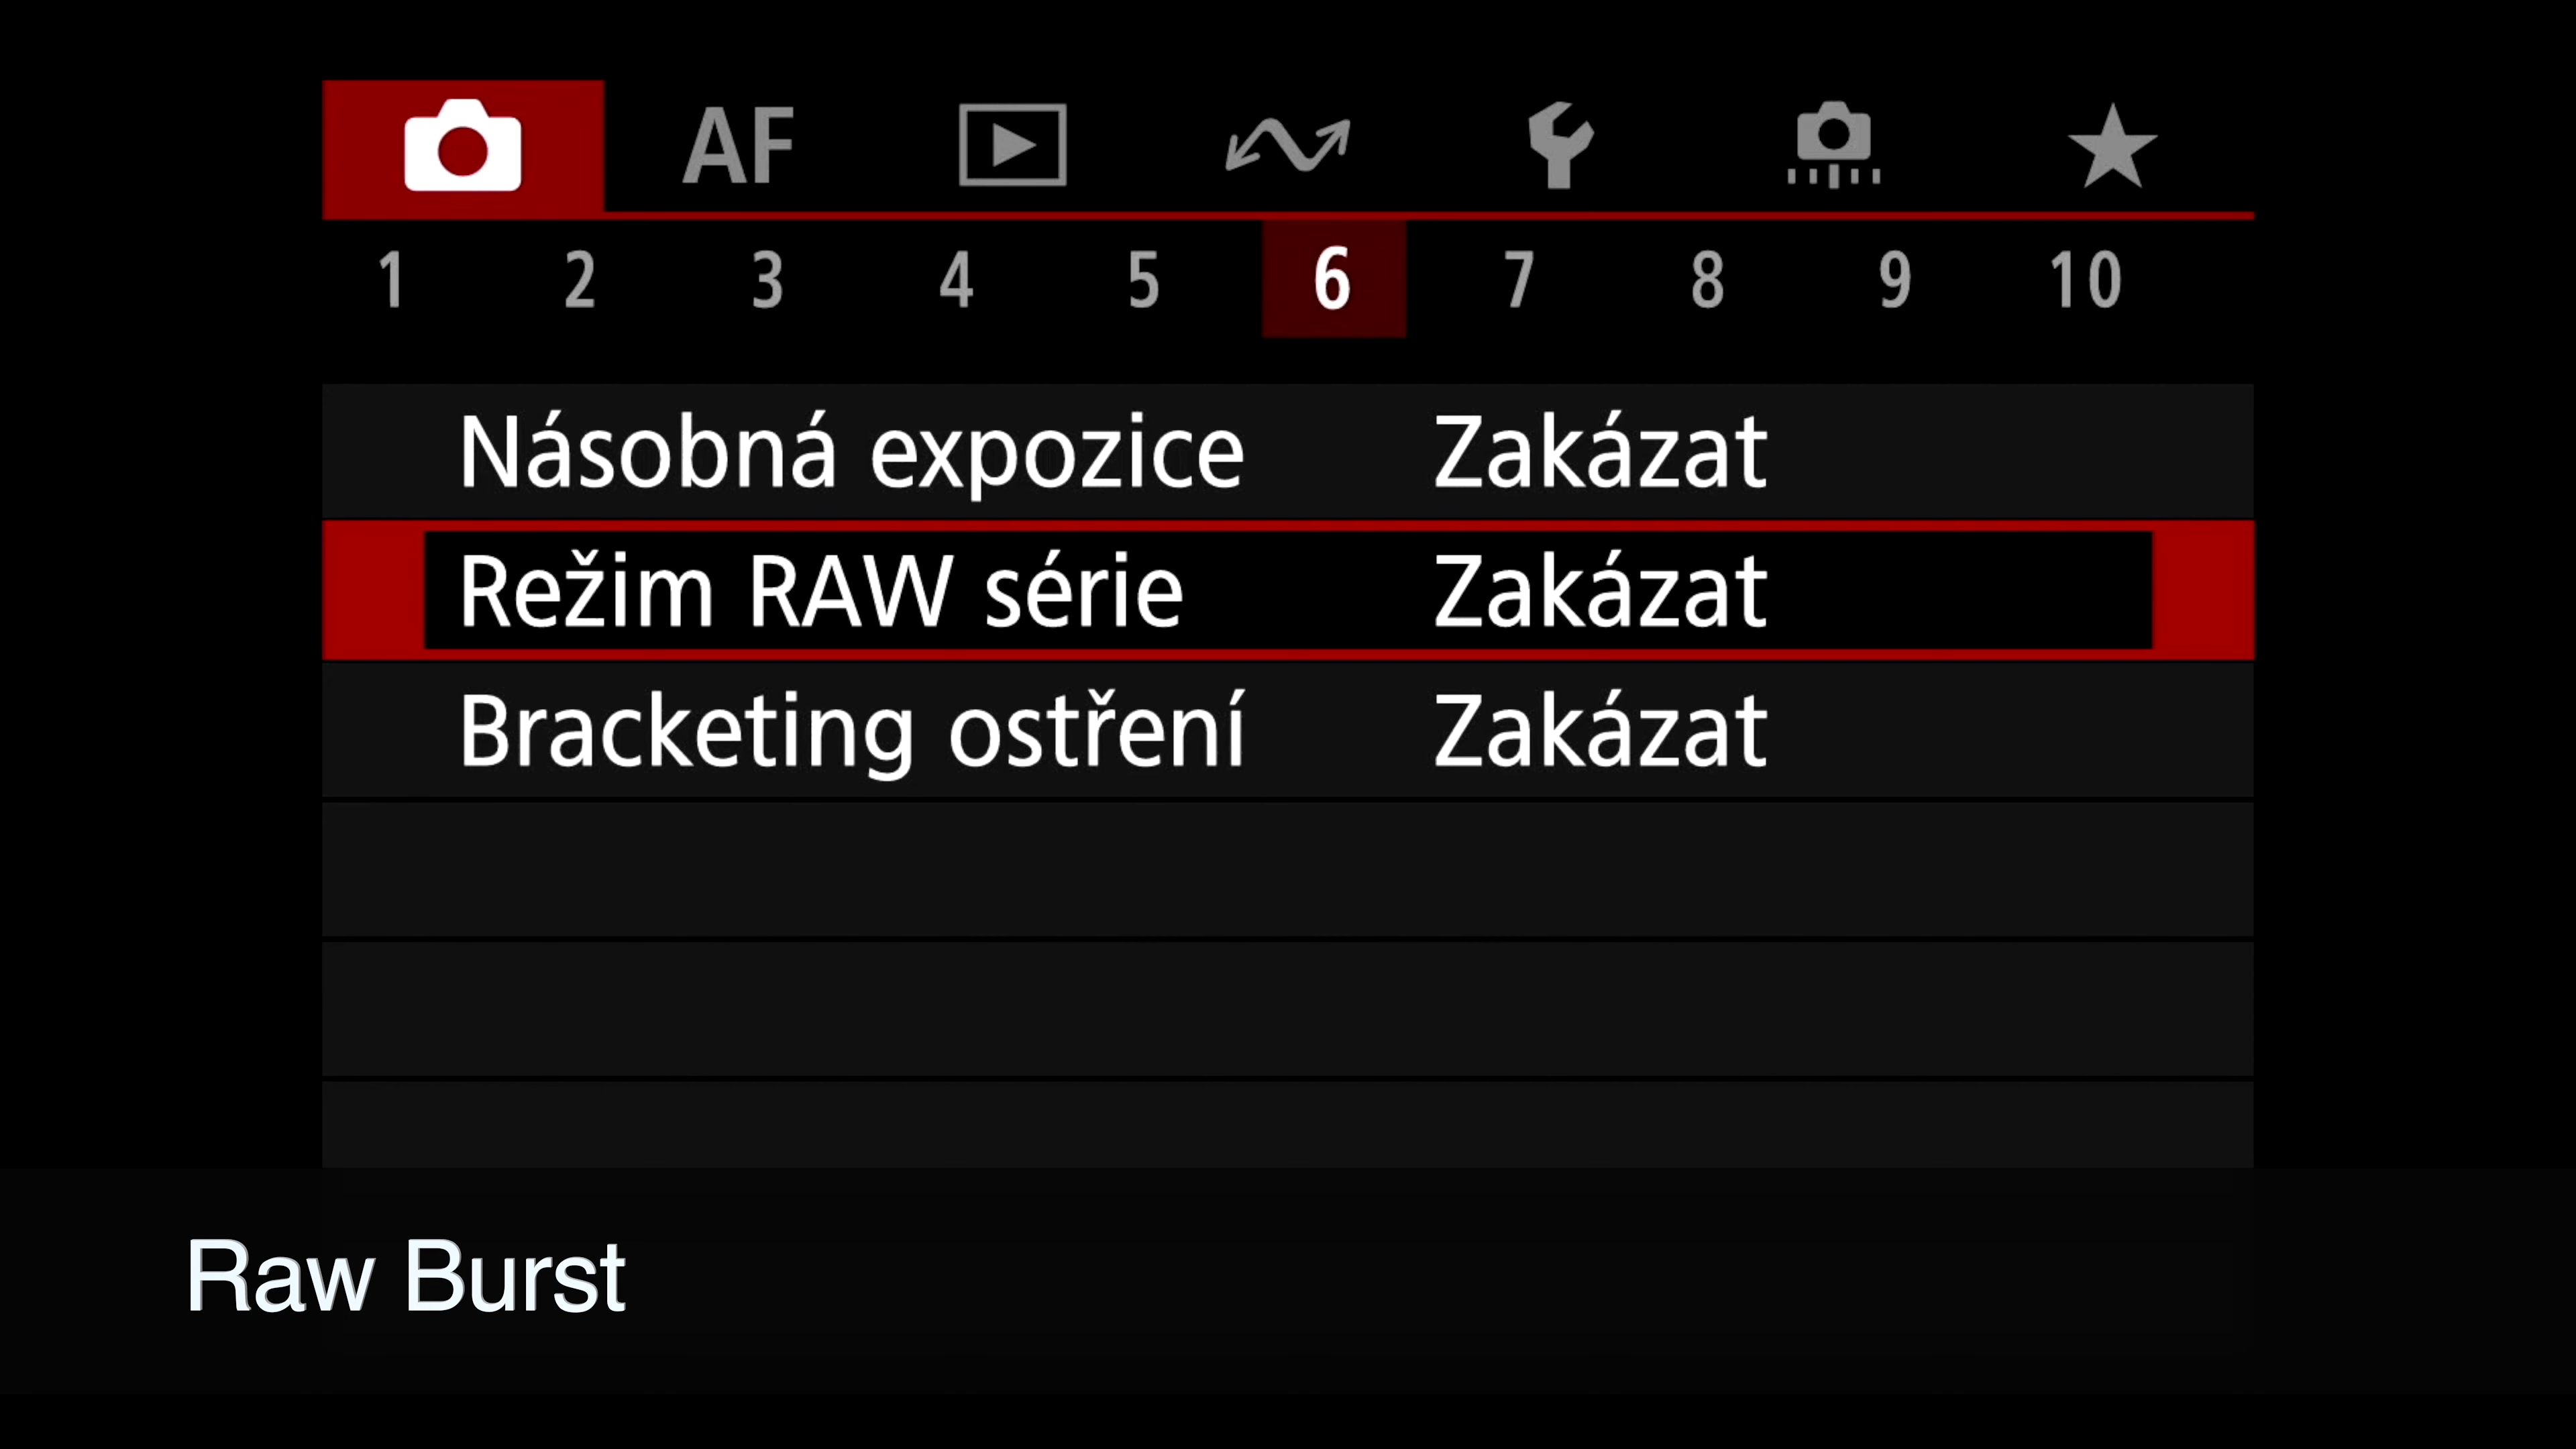 AF
1 2 3 4 5 6 7 8 9 10
Násobná expozice Zakázat
Režim RAW série Zakázat
Bracketing ostření Zakázat
Raw Burst